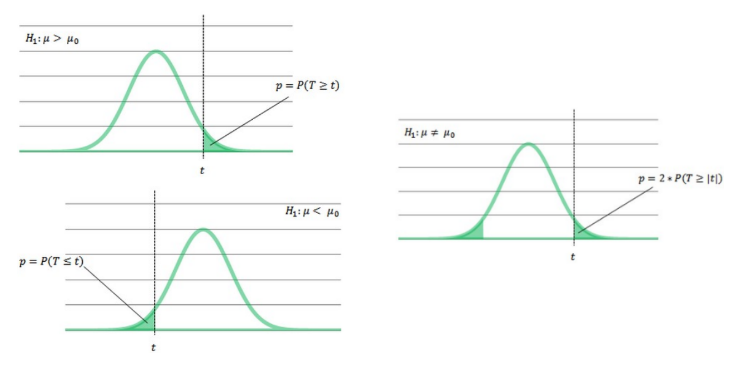 H₁: μ > μ₀
p = P(T ≥ t)
t
H₁: μ < μ₀
p = P(T ≤ t)
t
H₁: μ ≠ μ₀
p = 2 ∗ P(T ≥ |t|)
t